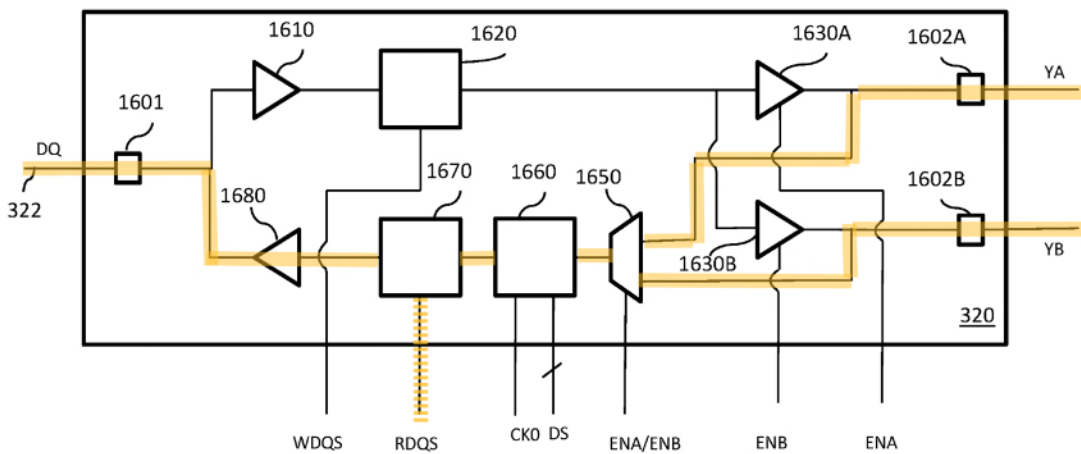 1610
1620
1630A
1602A
YA
1601
DQ
322
1680
1670
1660
1650
1630B
1602B
YB
320
WDQS
RDQS
CK0
DS
ENA/ENB
ENB
ENA